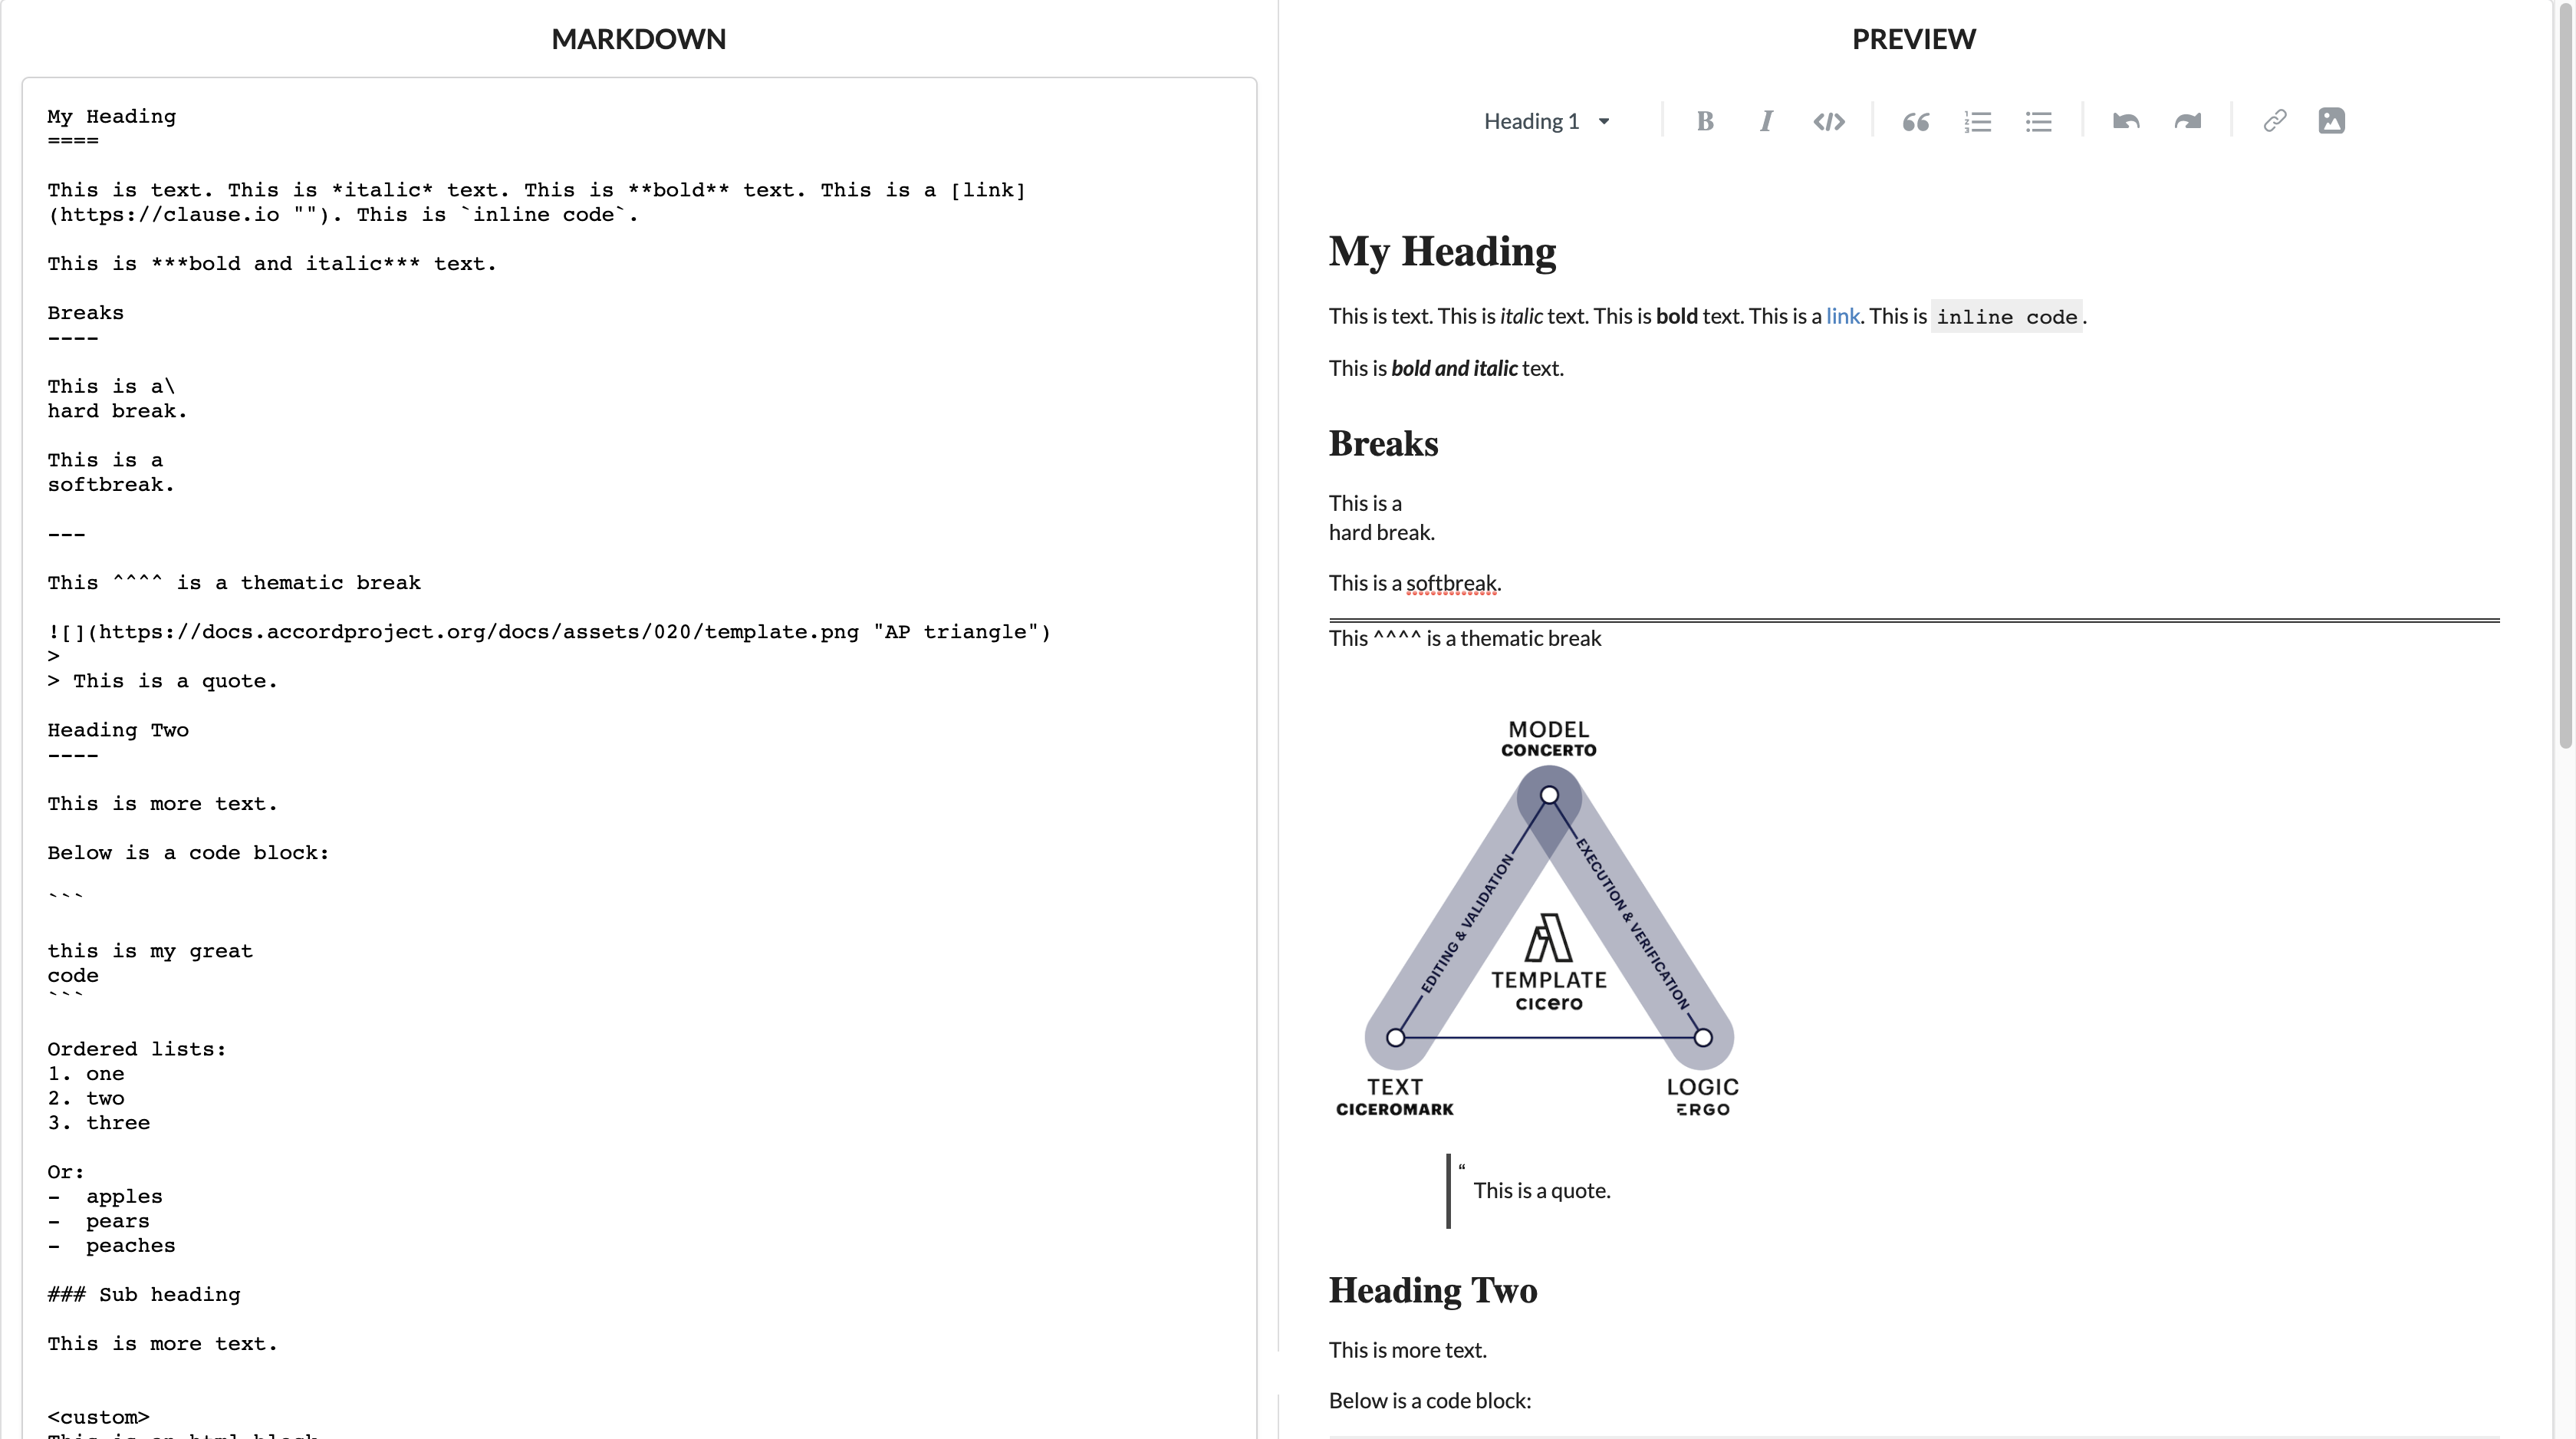 MARKDOWN
My Heading
====
This is text. This is *italic* text. This is **bold** text. This is a [link]
(https://clause.io ""). This is `inline code`.
This is ***bold and italic*** text.
Breaks
----
This is a\
hard break.
This is a
softbreak.
---
This ^^^^ is a thematic break
![](https://docs.accordproject.org/docs/assets/020/template.png "AP triangle")
>
> This is a quote.
Heading Two
----
This is more text.
Below is a code block:
```
this is my great
code
```
Ordered lists:
1. one
2. two
3. three
Or:
-  apples
-  pears
-  peaches
### Sub heading
This is more text.
<custom>
This is an html block
PREVIEW
Heading 1
B I </>
My Heading
This is text. This is italic text. This is bold text. This is a link. This is inline code.
This is bold and italic text.
Breaks
This is a
hard break.
This is a softbreak.
This ^^^^ is a thematic break
MODEL
CONCERTO
EDITING & VALIDATION
EXECUTION & VERIFICATION
TEMPLATE
cicero
TEXT
CICEROMARK
LOGIC
ERGO
“
This is a quote.
Heading Two
This is more text.
Below is a code block: